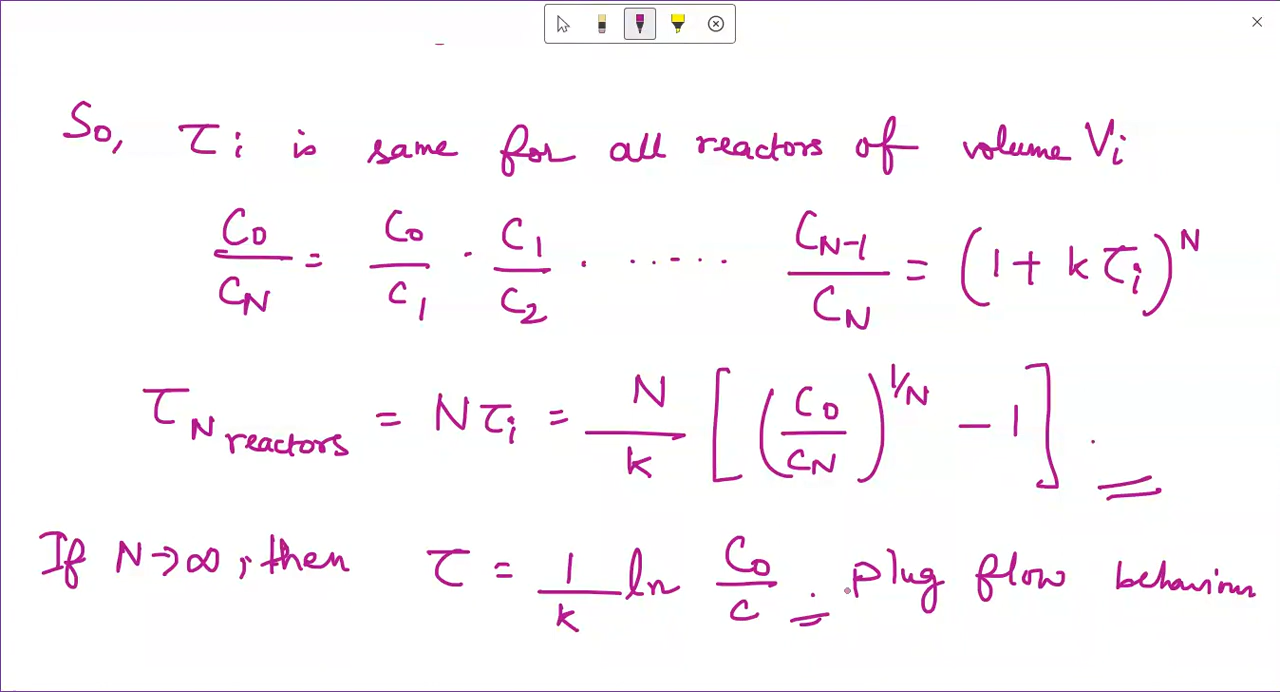 So, τi is same for all reactors of volume Vi
C0/CN = C0/C1 · C1/C2 · ..... CN-1/CN = (1 + kτi)^N
τN reactors = Nτi = N/k [(C0/CN)^1/N - 1].
If N→∞, then τ = 1/k ln C0/C . plug flow behaviour